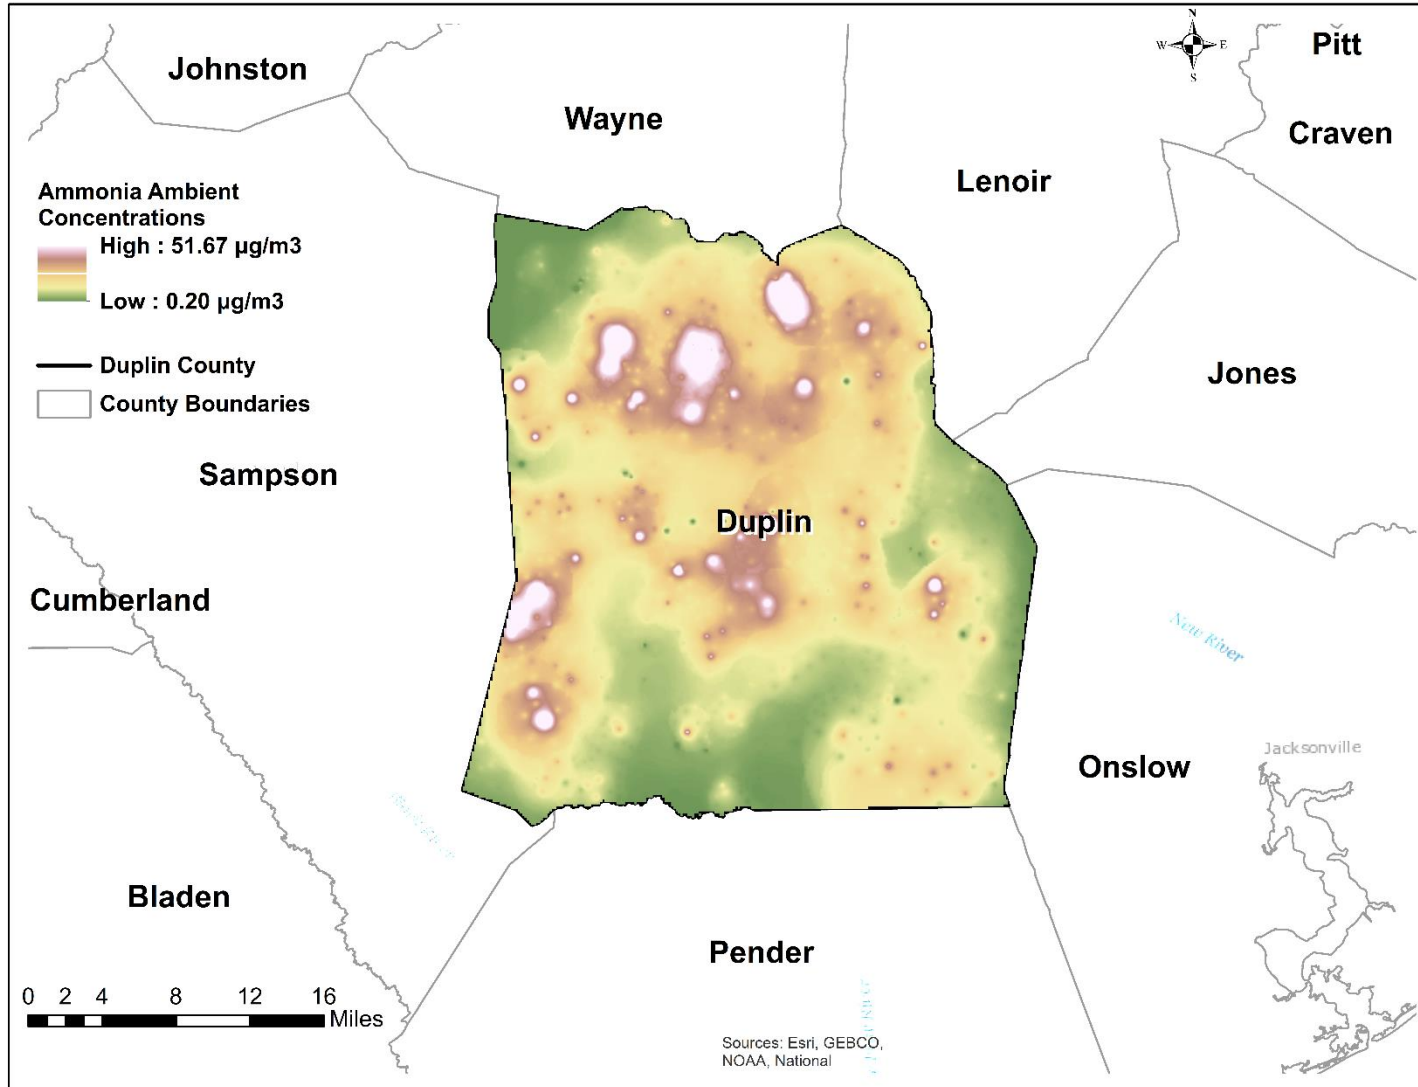 N
W
E
S
Pitt
Johnston
Wayne
Craven
Lenoir
Ammonia Ambient
Concentrations
High : 51.67 µg/m3
Low : 0.20 µg/m3
Duplin County
County Boundaries
Jones
Sampson
Duplin
Cumberland
New River
Jacksonville
Onslow
Bladen
Pender
0 2 4 8 12 16
Miles
Sources: Esri, GEBCO,
NOAA, National